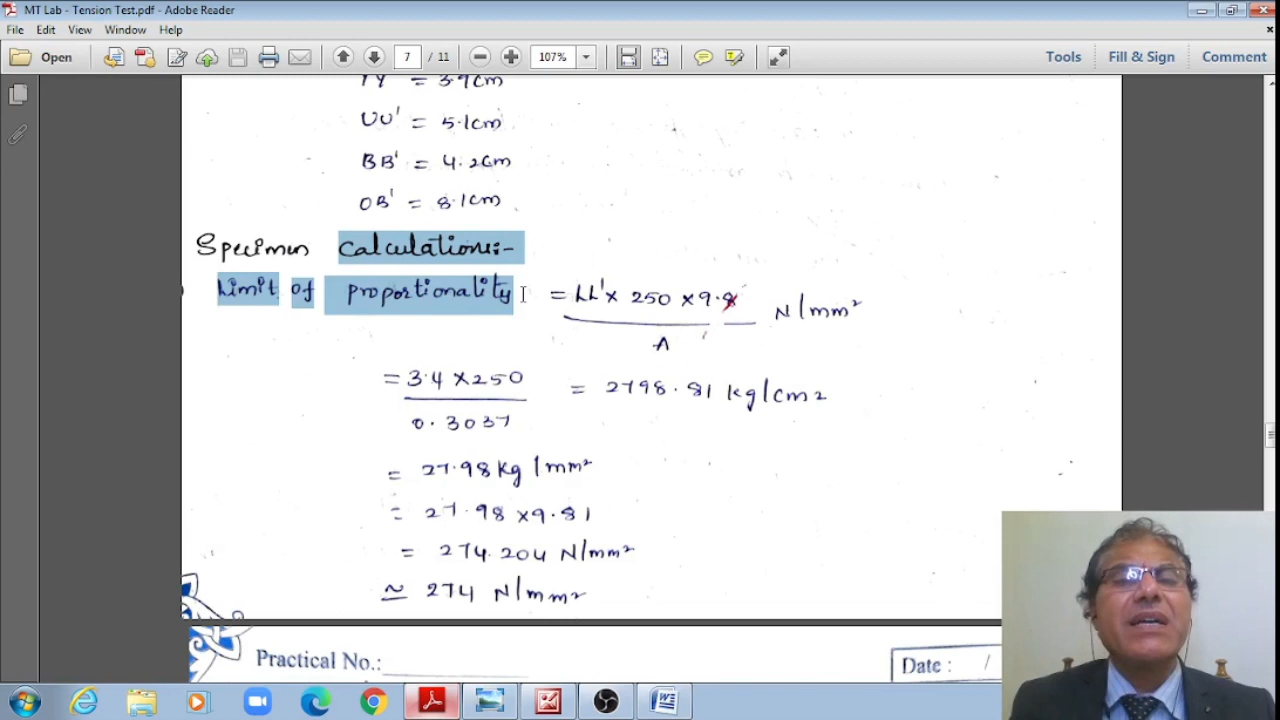 MT Lab - Tension Test.pdf - Adobe Reader
File Edit View Window Help
Open 7 / 11 107% Tools Fill & Sign Comment
= 3.9cm
UU' = 5.1cm
BB' = 4.2cm
OB' = 8.1cm
Specimen calculations:-
Limit of proportionality = LL' x 250 x 9.8 N/mm²
A
= 3.4 x 250 = 2798.81 kg/cm2
0.3037
= 27.98 kg/mm²
= 27.98 x 9.81
= 274.204 N/mm²
≃ 274 N/mm2
Practical No.: Date : /